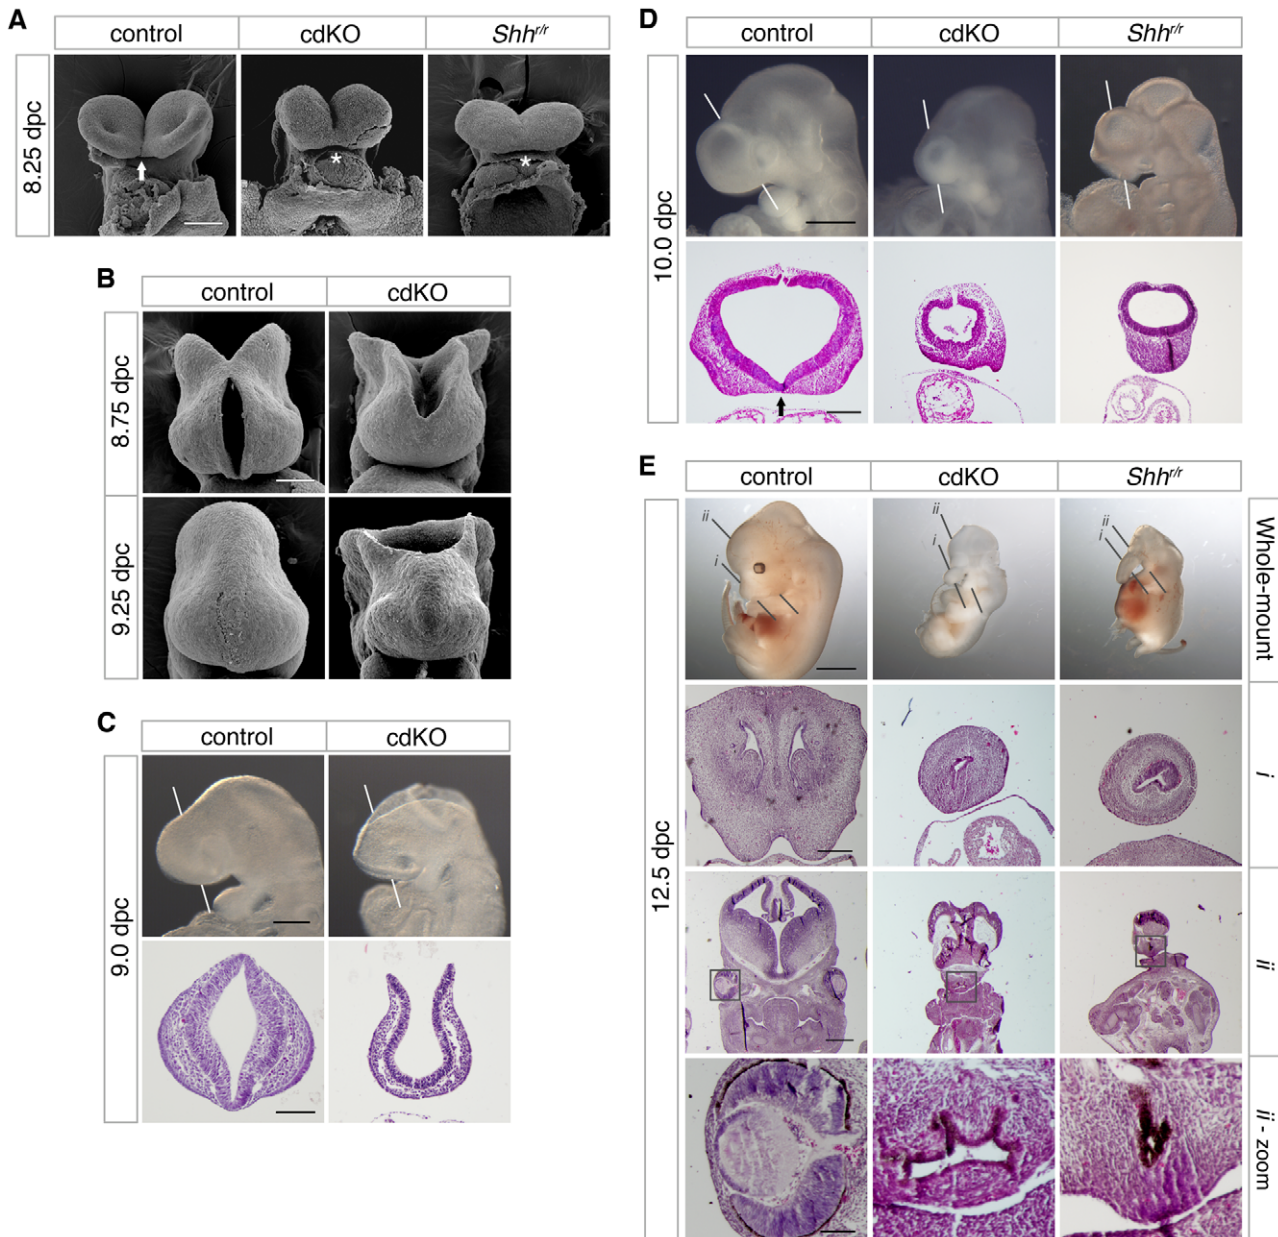 A
control cdKO Shh^r/r
8.25 dpc
*
*
B
control cdKO
8.75 dpc
9.25 dpc
C
control cdKO
9.0 dpc
D
control cdKO Shh^r/r
10.0 dpc
E
control cdKO Shh^r/r
12.5 dpc
Whole-mount
ii
i
ii
i
ii
i
i
ii
ii - zoom